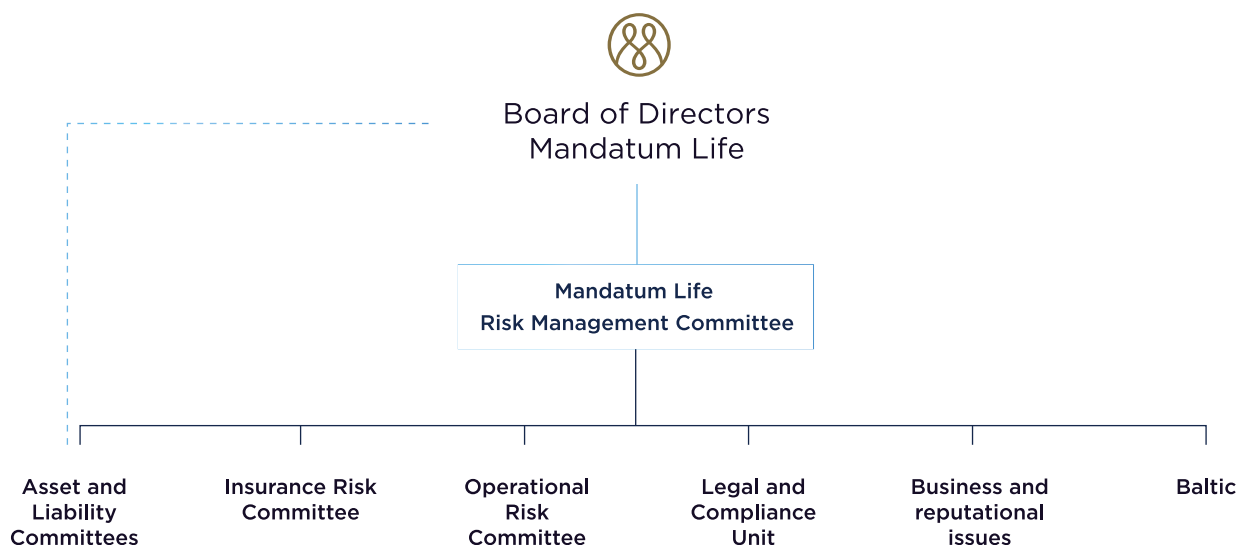 Board of Directors
Mandatum Life
Mandatum Life
Risk Management Committee
Asset and
Liability
Committees
Insurance Risk
Committee
Operational
Risk
Committee
Legal and
Compliance
Unit
Business and
reputational
issues
Baltic